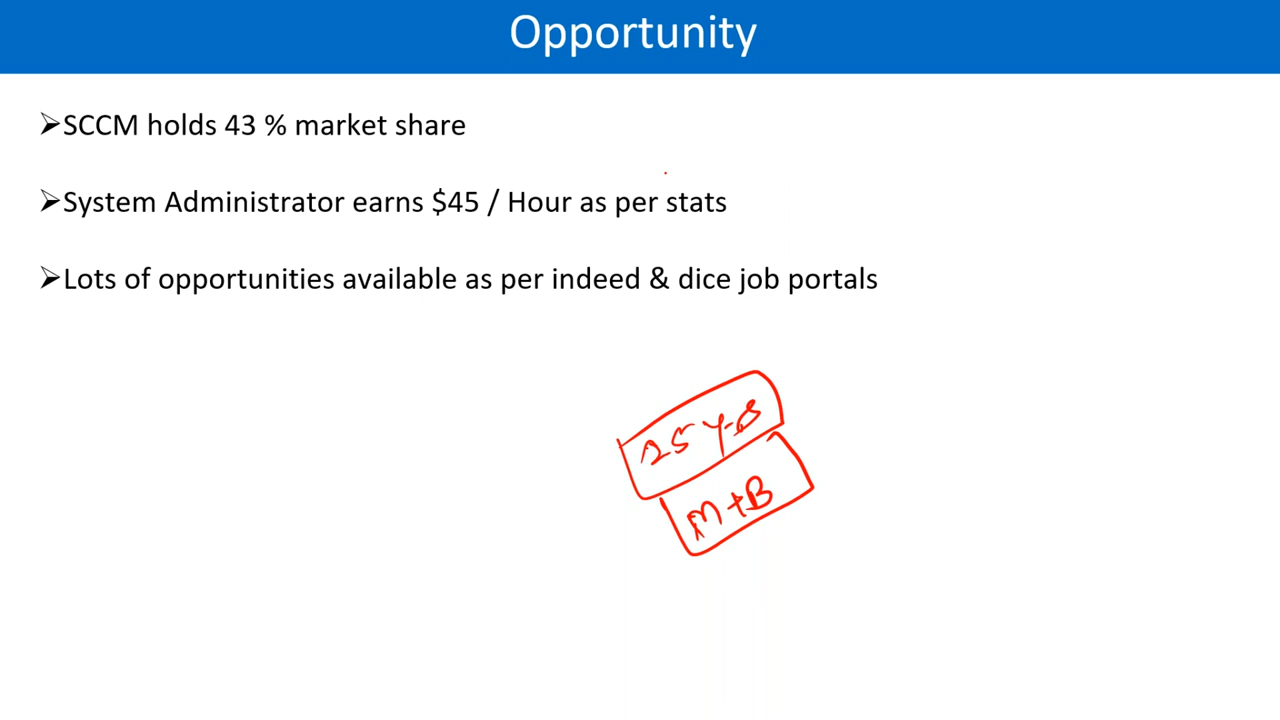 Opportunity
➢SCCM holds 43 % market share
➢System Administrator earns $45 / Hour as per stats
➢Lots of opportunities available as per indeed & dice job portals
25
M+B